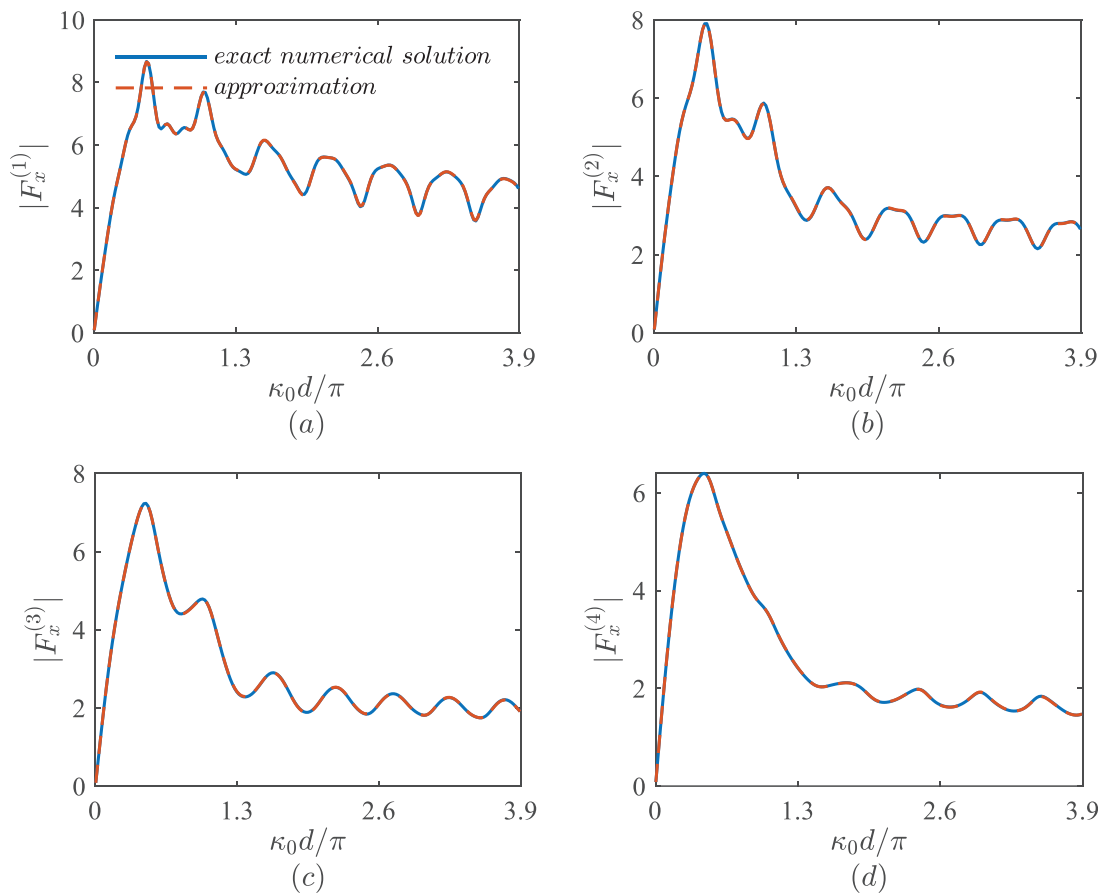 10
8
6
4
2
0
|F_x^{(1)}|
exact numerical solution
approximation
0
1.3
2.6
3.9
κ_0 d/π
(a)
8
6
4
2
0
|F_x^{(2)}|
0
1.3
2.6
3.9
κ_0 d/π
(b)
8
6
4
2
0
|F_x^{(3)}|
0
1.3
2.6
3.9
κ_0 d/π
(c)
6
4
2
0
|F_x^{(4)}|
0
1.3
2.6
3.9
κ_0 d/π
(d)